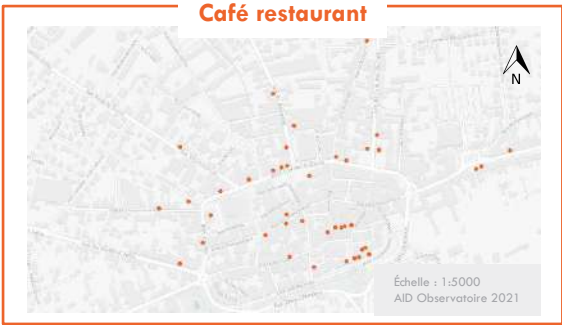 Café restaurant
N
Échelle : 1:5000
AID Observatoire 2021